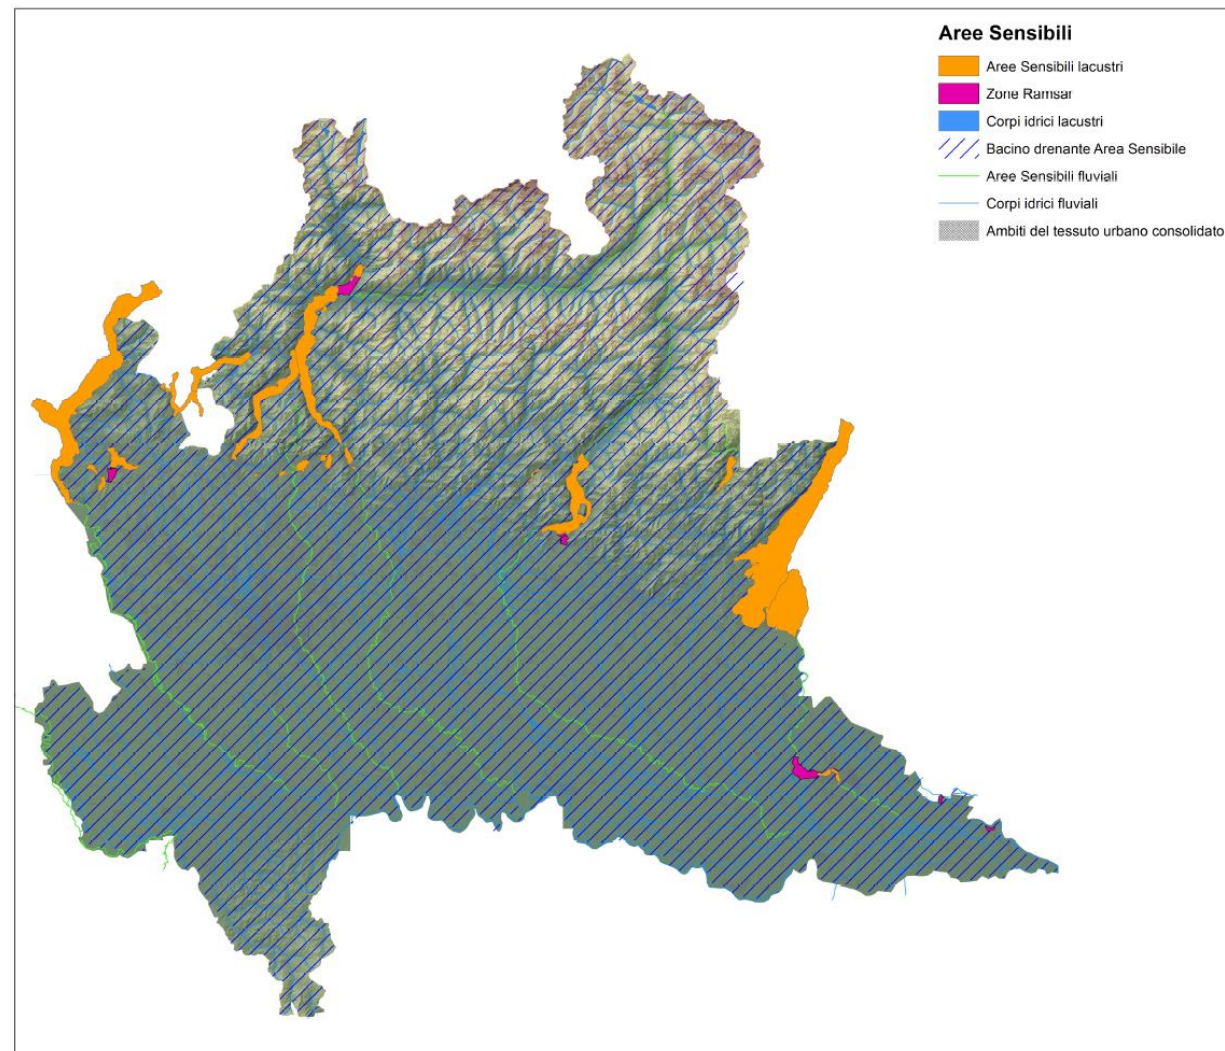 Aree Sensibili
Aree Sensibili lacustri
Zone Ramsar
Corpi idrici lacustri
Bacino drenante Area Sensibile
Aree Sensibili fluviali
Corpi idrici fluviali
Ambiti del tessuto urbano consolidato